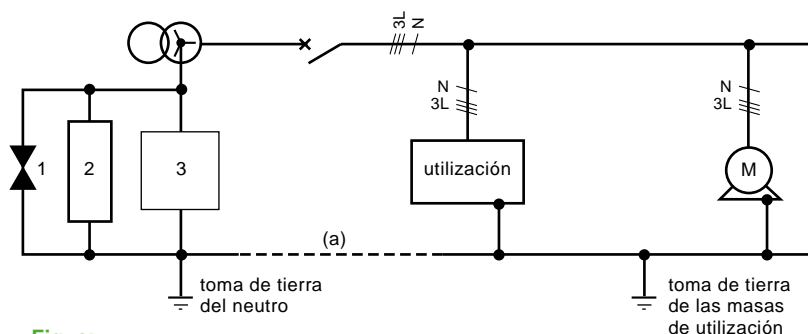 3L
N
N
3L
N
3L
1
2
3
utilización
M
(a)
toma de tierra
del neutro
toma de tierra
de las masas
de utilización